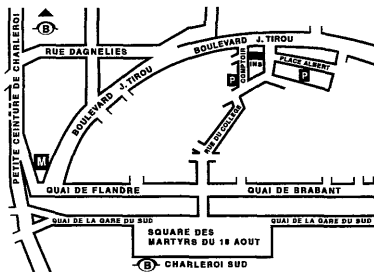 B
RUE DAGNELIES
BOULEVARD J. TIROU
PETITE CEINTURE DE CHARLEROI
BOULEVARD J. TIROU
COMPTOIR
INS
PLACE ALBERT
P
P
RUE DU COLLEGE
M
QUAI DE FLANDRE
QUAI DE BRABANT
QUAI DE LA GARE DU SUD
QUAI DE LA GARE DU SUD
SQUARE DES
MARTYRS DU 18 AOUT
B CHARLEROI SUD